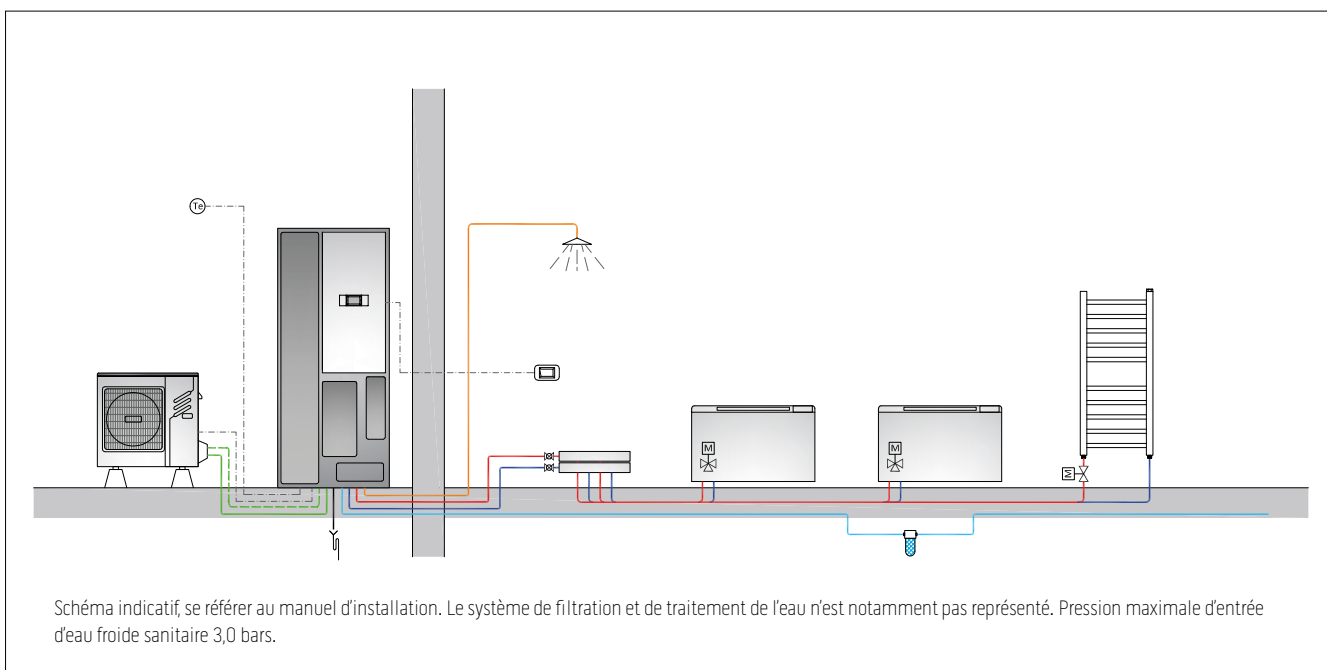 Te
M
M
M
Schéma indicatif, se référer au manuel d'installation. Le système de filtration et de traitement de l'eau n'est notamment pas représenté. Pression maximale d'entrée
d'eau froide sanitaire 3,0 bars.